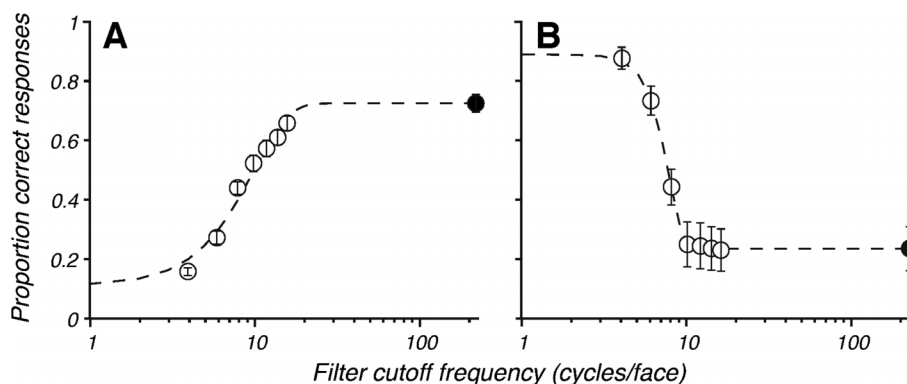 A
B
Proportion correct responses
1
0.8
0.6
0.4
0.2
0
1 10 100
1 10 100
Filter cutoff frequency (cycles/face)